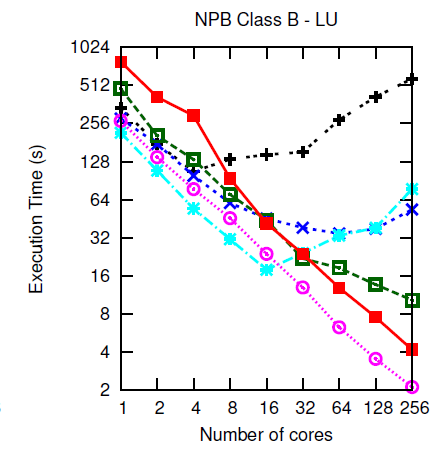 NPB Class B - LU
1024
512
256
128
64
32
16
8
4
2
Execution Time (s)
1 2 4 8 16 32 64 128 256
Number of cores